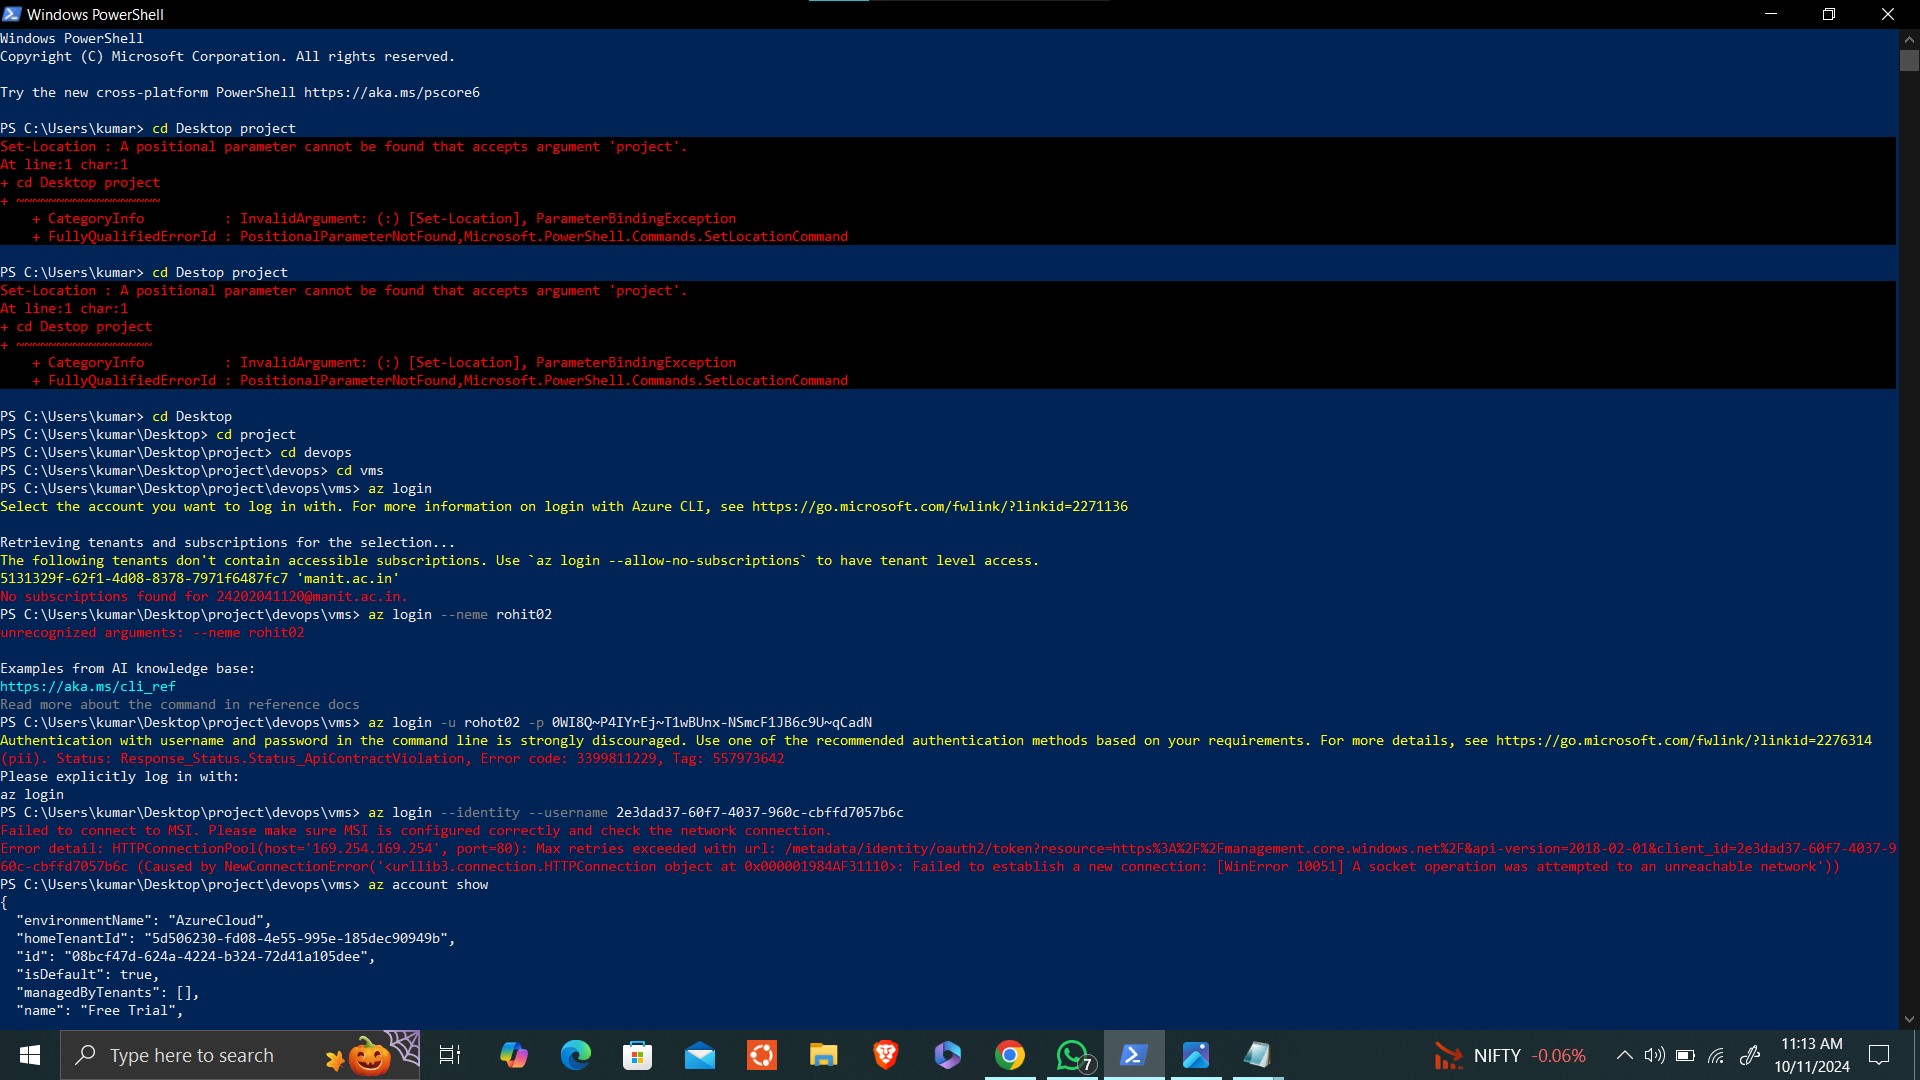 Windows PowerShell
Windows PowerShell
Copyright (C) Microsoft Corporation. All rights reserved.
Try the new cross-platform PowerShell https://aka.ms/pscore6
PS C:\Users\kumar> cd Desktop project
Set-Location : A positional parameter cannot be found that accepts argument 'project'.
At line:1 char:1
+ cd Desktop project
+ ~~~~~~~~~~~~~~~~~~
    + CategoryInfo          : InvalidArgument: (:) [Set-Location], ParameterBindingException
    + FullyQualifiedErrorId : PositionalParameterNotFound,Microsoft.PowerShell.Commands.SetLocationCommand
PS C:\Users\kumar> cd Destop project
Set-Location : A positional parameter cannot be found that accepts argument 'project'.
At line:1 char:1
+ cd Destop project
+ ~~~~~~~~~~~~~~~~~
    + CategoryInfo          : InvalidArgument: (:) [Set-Location], ParameterBindingException
    + FullyQualifiedErrorId : PositionalParameterNotFound,Microsoft.PowerShell.Commands.SetLocationCommand
PS C:\Users\kumar> cd Desktop
PS C:\Users\kumar\Desktop> cd project
PS C:\Users\kumar\Desktop\project> cd devops
PS C:\Users\kumar\Desktop\project\devops> cd vms
PS C:\Users\kumar\Desktop\project\devops\vms> az login
Select the account you want to log in with. For more information on login with Azure CLI, see https://go.microsoft.com/fwlink/?linkid=2271136
Retrieving tenants and subscriptions for the selection...
The following tenants don't contain accessible subscriptions. Use `az login --allow-no-subscriptions` to have tenant level access.
5131329f-62f1-4d08-8378-7971f6487fc7 'manit.ac.in'
No subscriptions found for 24202041120@manit.ac.in.
PS C:\Users\kumar\Desktop\project\devops\vms> az login --neme rohit02
unrecognized arguments: --neme rohit02
Examples from AI knowledge base:
https://aka.ms/cli_ref
Read more about the command in reference docs
PS C:\Users\kumar\Desktop\project\devops\vms> az login -u rohot02 -p 0WI8Q~P4IYrEj~T1wBUnx-NSmcF1JB6c9U~qCadN
Authentication with username and password in the command line is strongly discouraged. Use one of the recommended authentication methods based on your requirements. For more details, see https://go.microsoft.com/fwlink/?linkid=2276314
(pii). Status: Response_Status.Status_ApiContractViolation, Error code: 3399811229, Tag: 557973642
Please explicitly log in with:
az login
PS C:\Users\kumar\Desktop\project\devops\vms> az login --identity --username 2e3dad37-60f7-4037-960c-cbffd7057b6c
Failed to connect to MSI. Please make sure MSI is configured correctly and check the network connection.
Error detail: HTTPConnectionPool(host='169.254.169.254', port=80): Max retries exceeded with url: /metadata/identity/oauth2/token?resource=https%3A%2F%2Fmanagement.core.windows.net%2F&api-version=2018-02-01&client_id=2e3dad37-60f7-4037-9
60c-cbffd7057b6c (Caused by NewConnectionError('<urllib3.connection.HTTPConnection object at 0x000001984AF31110>: Failed to establish a new connection: [WinError 10051] A socket operation was attempted to an unreachable network'))
PS C:\Users\kumar\Desktop\project\devops\vms> az account show
{
  "environmentName": "AzureCloud",
  "homeTenantId": "5d506230-fd08-4e55-995e-185dec90949b",
  "id": "08bcf47d-624a-4224-b324-72d41a105dee",
  "isDefault": true,
  "managedByTenants": [],
  "name": "Free Trial",
Type here to search
7
NIFTY -0.06%
11:13 AM
10/11/2024